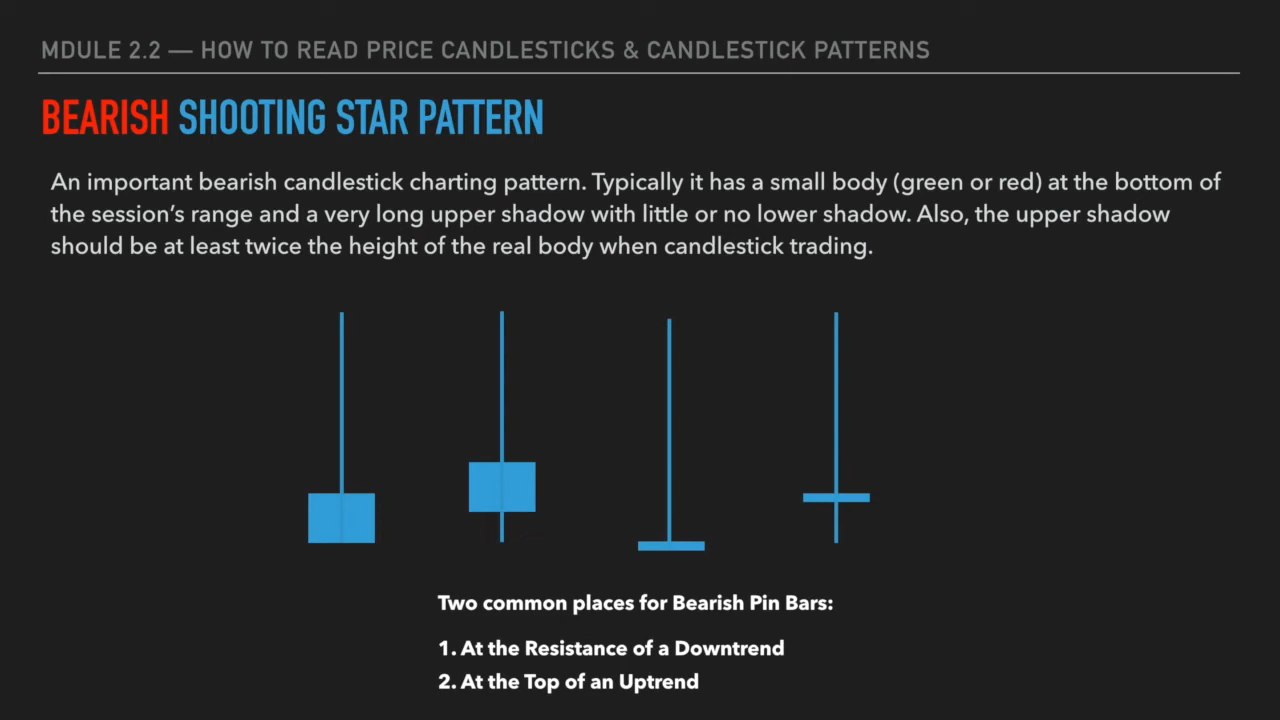 MDULE 2.2 — HOW TO READ PRICE CANDLESTICKS & CANDLESTICK PATTERNS
BEARISH SHOOTING STAR PATTERN
An important bearish candlestick charting pattern. Typically it has a small body (green or red) at the bottom of
the session’s range and a very long upper shadow with little or no lower shadow. Also, the upper shadow
should be at least twice the height of the real body when candlestick trading.
Two common places for Bearish Pin Bars:
1. At the Resistance of a Downtrend
2. At the Top of an Uptrend